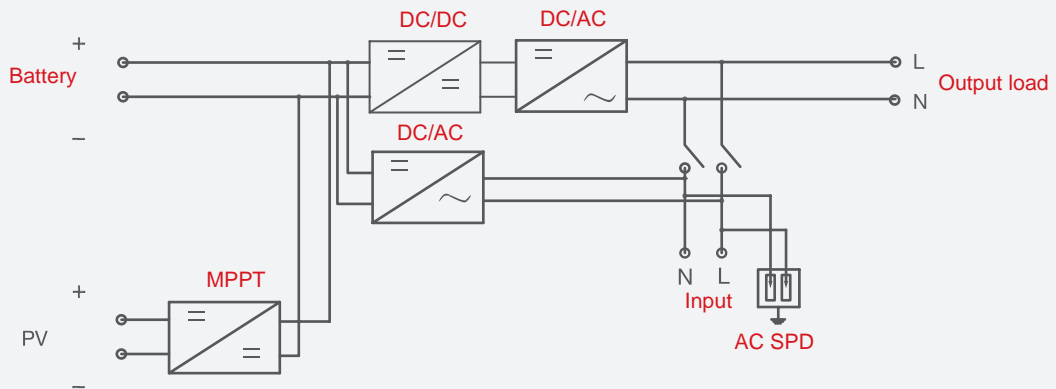 DC/DC
DC/AC
+
Battery
−
L
N
Output load
DC/AC
MPPT
N
L
Input
+
PV
−
AC SPD